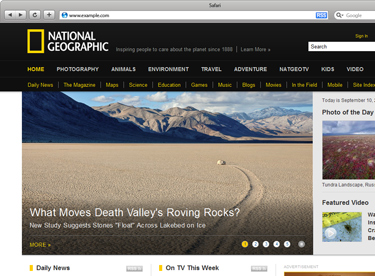 Safari
www.example.com
RSS
Google
Sign In
NATIONAL
GEOGRAPHIC
Inspiring people to care about the planet since 1888 | Learn More »
Search
HOME PHOTOGRAPHY ANIMALS ENVIRONMENT TRAVEL ADVENTURE NATGEOTV KIDS VIDEO
Daily News The Magazine Maps Science Education Games Music Blogs Movies In the Field Mobile Site Index
Today is September 10,
Photo of the Day
Tundra Landscape, Rus
What Moves Death Valley's Roving Rocks?
New Study Suggests Stones "Float" Across Lakebed on Ice
MORE »
1 2 3 4 5
Featured Video
Ins
Wa
Cra
Be
Daily News
On TV This Week
ADVERTISEMENT